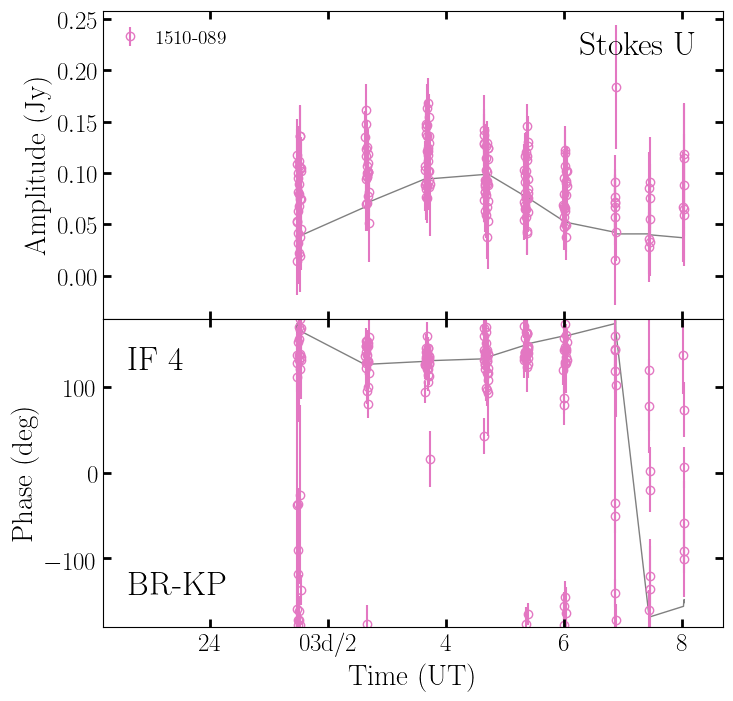 1510-089
Stokes U
0.25
0.20
0.15
0.10
0.05
0.00
Amplitude (Jy)
IF 4
100
0
−100
Phase (deg)
BR-KP
24 03d/2 4 6 8
Time (UT)